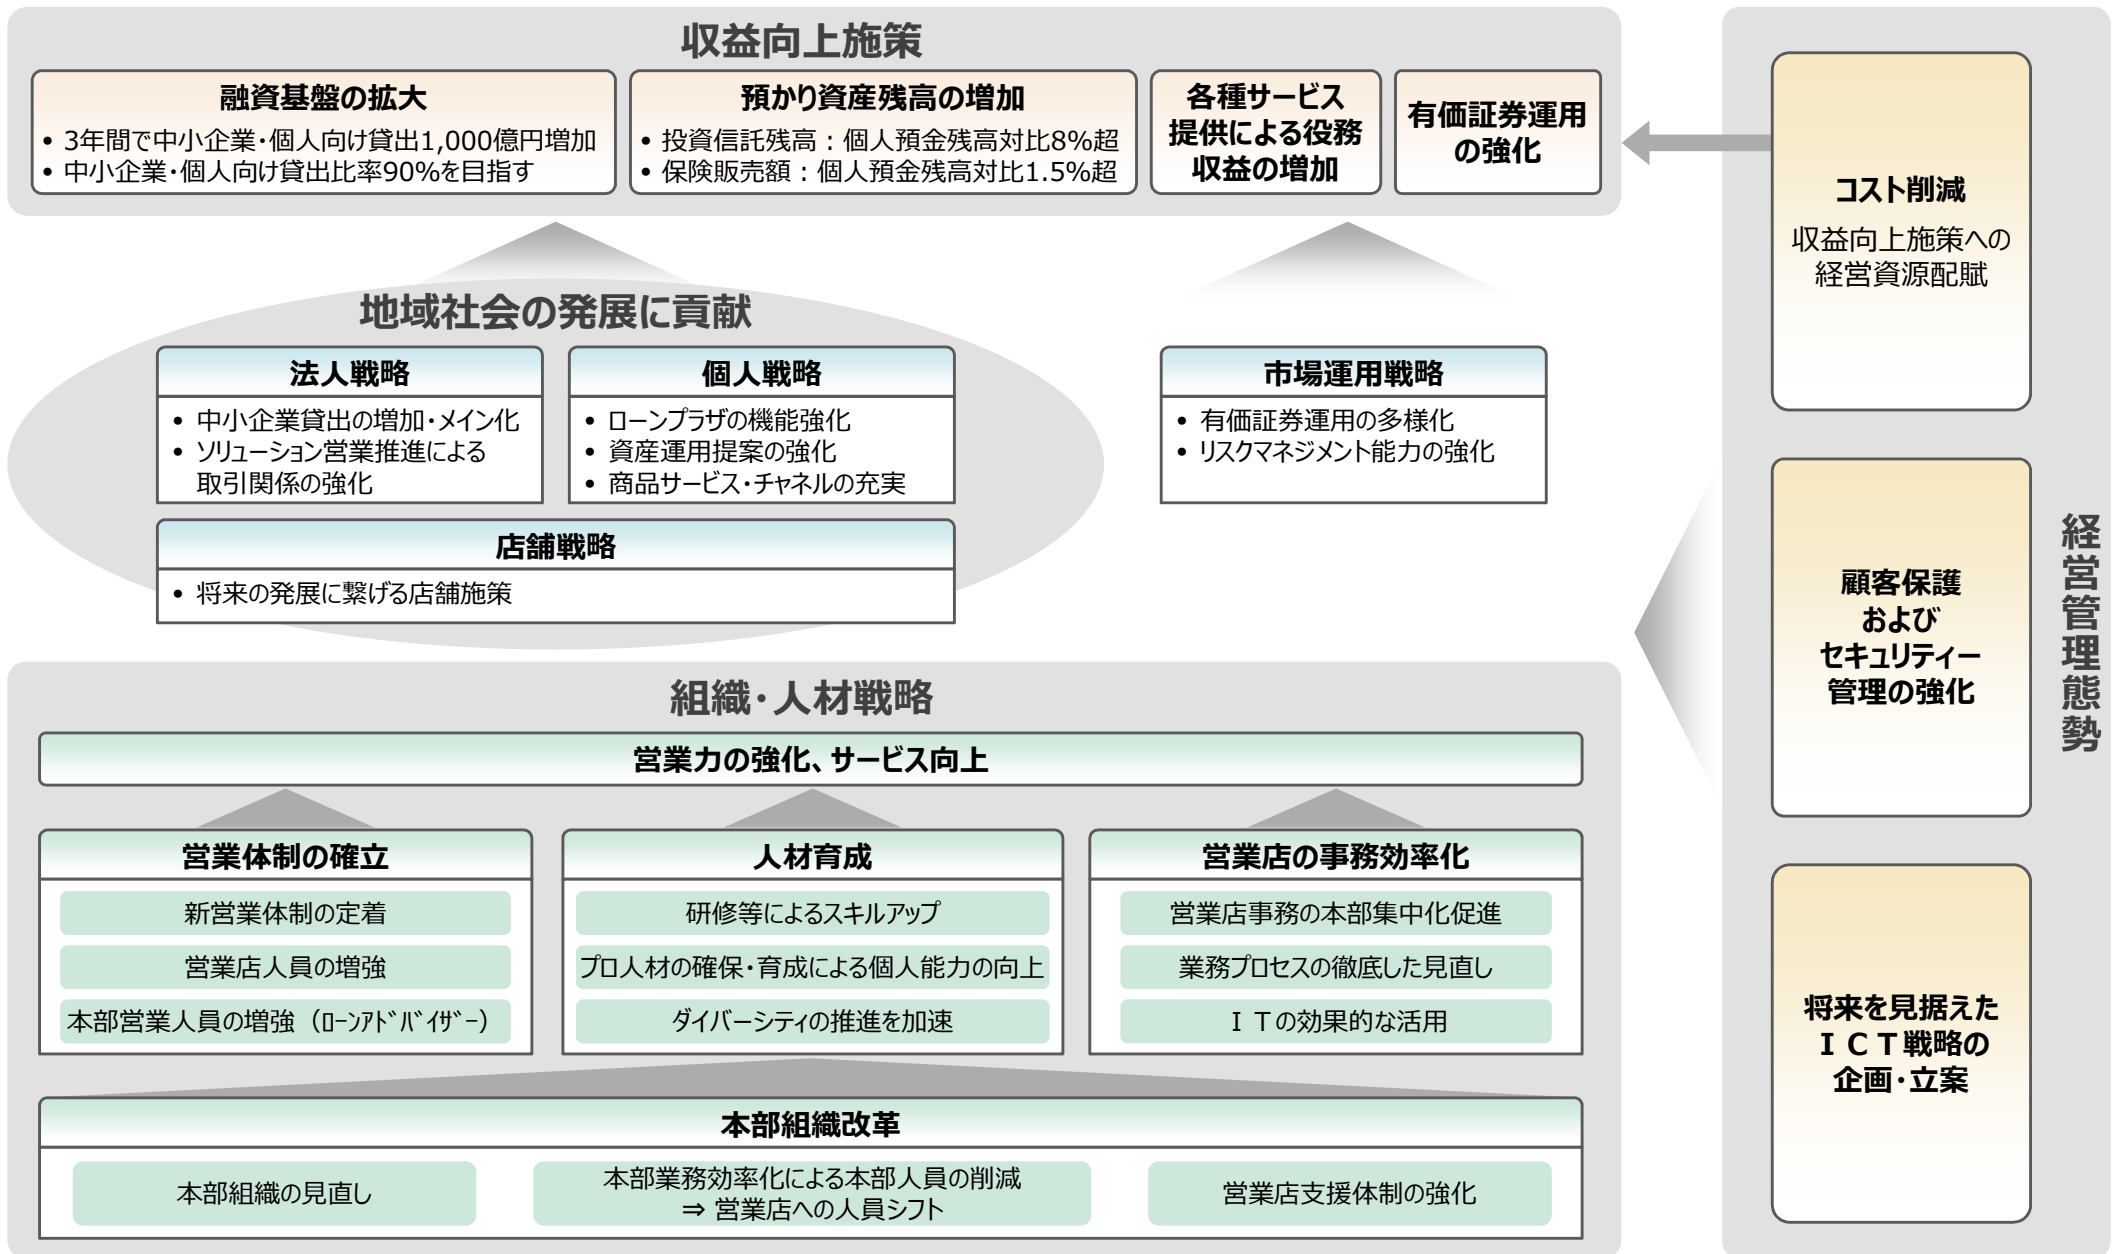 収益向上施策
融資基盤の拡大
• 3年間で中小企業・個人向け貸出1,000億円増加
• 中小企業・個人向け貸出比率90%を目指す
預かり資産残高の増加
• 投資信託残高：個人預金残高対比8%超
• 保険販売額：個人預金残高対比1.5%超
各種サービス
提供による役務
収益の増加
有価証券運用
の強化
地域社会の発展に貢献
法人戦略
• 中小企業貸出の増加・メイン化
• ソリューション営業推進による
取引関係の強化
個人戦略
• ローンプラザの機能強化
• 資産運用提案の強化
• 商品サービス・チャネルの充実
店舗戦略
• 将来の発展に繋げる店舗施策
市場運用戦略
• 有価証券運用の多様化
• リスクマネジメント能力の強化
組織・人材戦略
営業力の強化、サービス向上
営業体制の確立
新営業体制の定着
営業店人員の増強
本部営業人員の増強（ﾛｰﾝｱﾄﾞﾊﾞｲｻﾞｰ）
人材育成
研修等によるスキルアップ
プロ人材の確保・育成による個人能力の向上
ダイバーシティの推進を加速
営業店の事務効率化
営業店事務の本部集中化促進
業務プロセスの徹底した見直し
ＩＴの効果的な活用
本部組織改革
本部組織の見直し
本部業務効率化による本部人員の削減
⇒ 営業店への人員シフト
営業店支援体制の強化
経営管理態勢
コスト削減
収益向上施策への
経営資源配賦
顧客保護
および
セキュリティー
管理の強化
将来を見据えた
ＩＣＴ戦略の
企画・立案